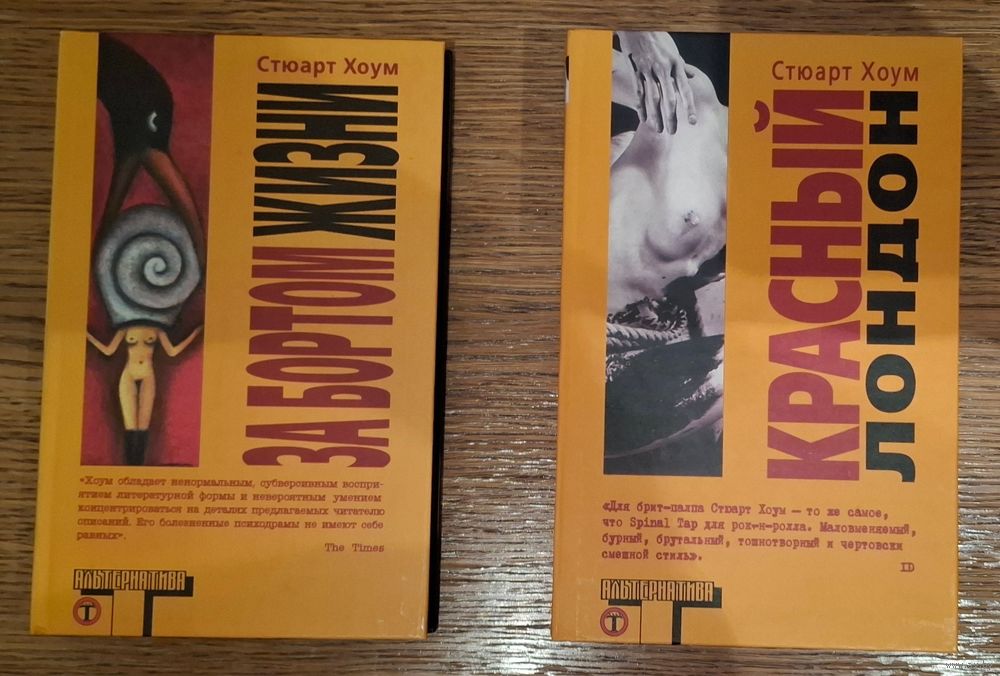 Стюарт Хоум
ЗА БОРТОМ ЖИЗНИ
«Хоум обладает ненормальным, субверсивным воспри-
ятием литературной формы и невероятным умением
концентрироваться на деталях предлагаемых читателю
описаний. Его болезненные психодрамы не имеют себе
равных».
The Times
АЛЬТЕРНАТИВА
Т
Стюарт Хоум
КРАСНЫЙ
ЛОНДОН
«Для брит-палпа Стюарт Хоум — то же самое,
что Spinal Tap для рок-н-ролла. Маловменяемый,
бурный, брутальный, тошнотворный и чертовски
смешной стиль».
ID
АЛЬТЕРНАТИВА
Т